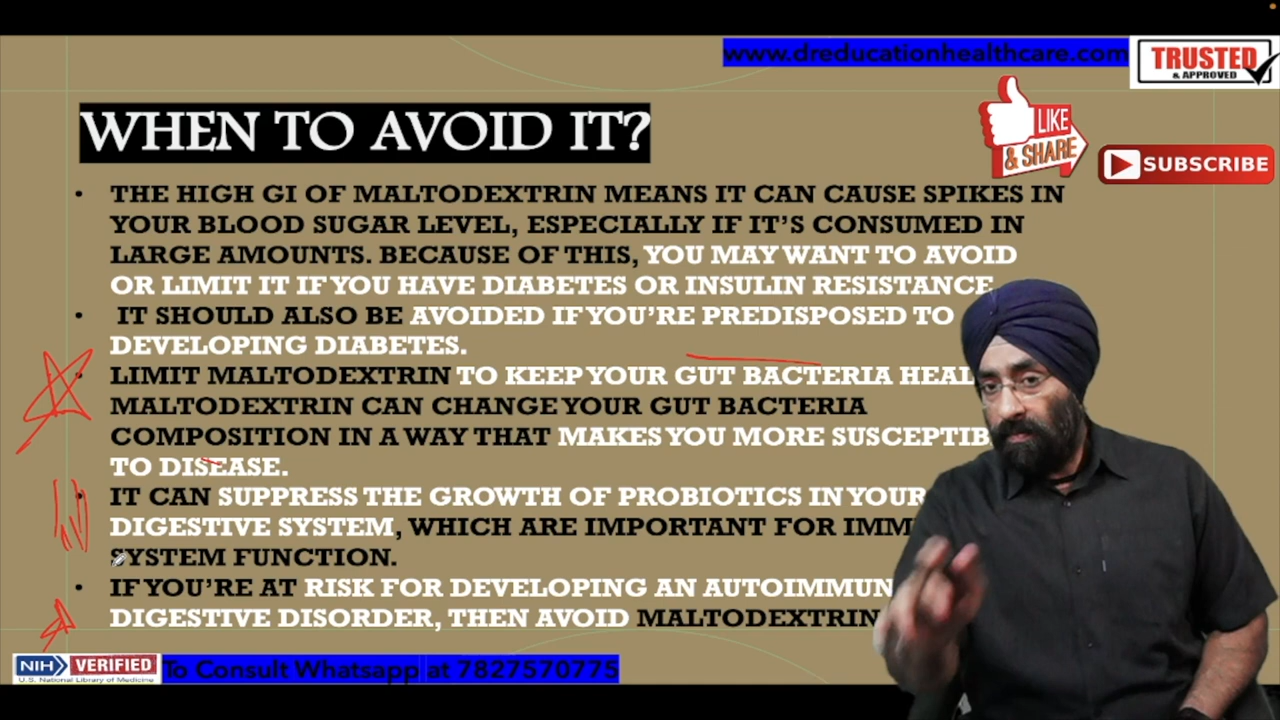 www.dreducationhealthcare.com
TRUSTED
& APPROVED
WHEN TO AVOID IT?
LIKE
& SHARE
SUBSCRIBE
• THE HIGH GI OF MALTODEXTRIN MEANS IT CAN CAUSE SPIKES IN
YOUR BLOOD SUGAR LEVEL, ESPECIALLY IF IT'S CONSUMED IN
LARGE AMOUNTS. BECAUSE OF THIS, YOU MAY WANT TO AVOID
OR LIMIT IT IF YOU HAVE DIABETES OR INSULIN RESISTANCE
• IT SHOULD ALSO BE AVOIDED IF YOU'RE PREDISPOSED TO
DEVELOPING DIABETES.
• LIMIT MALTODEXTRIN TO KEEP YOUR GUT BACTERIA
MALTODEXTRIN CAN CHANGE YOUR GUT BACTERIA
COMPOSITION IN A WAY THAT MAKES YOU MORE
TO DISEASE.
• IT CAN SUPPRESS THE GROWTH OF PROBIOTICS IN YOUR
DIGESTIVE SYSTEM, WHICH ARE IMPORTANT FOR
SYSTEM FUNCTION.
• IF YOU'RE AT RISK FOR DEVELOPING AN
DIGESTIVE DISORDER, THEN AVOID MALTODEXTRIN
NIH VERIFIED
U.S. National Library of Medicine
To Consult Whatsapp at 7827570775